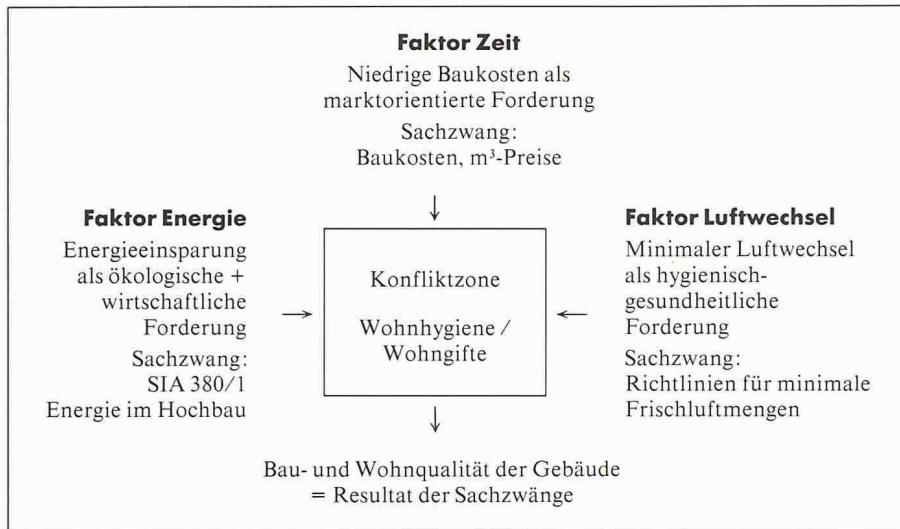 Faktor Zeit
Niedrige Baukosten als
marktorientierte Forderung
Sachzwang:
Baukosten, m³-Preise
↓
Faktor Energie
Energieeinsparung
als ökologische +
wirtschaftliche
Forderung
Sachzwang:
SIA 380/1
Energie im Hochbau
→
Konfliktzone
Wohnhygiene /
Wohngifte
←
Faktor Luftwechsel
Minimaler Luftwechsel
als hygienisch-
gesundheitliche
Forderung
Sachzwang:
Richtlinien für minimale
Frischluftmengen
↓
Bau- und Wohnqualität der Gebäude
= Resultat der Sachzwänge